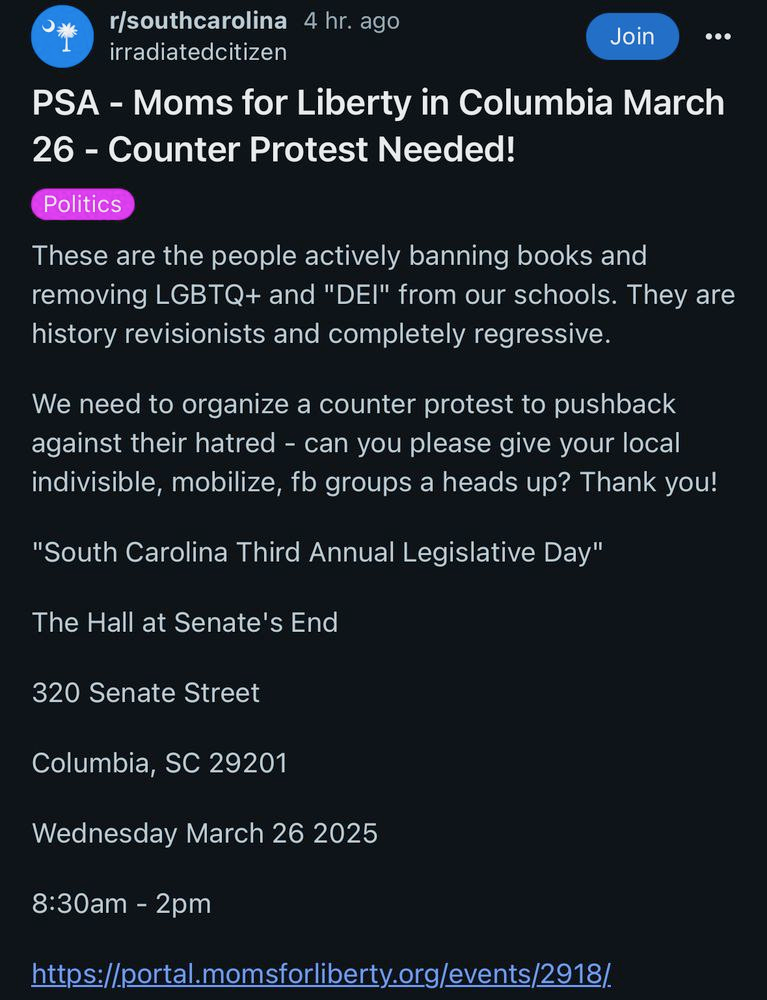 r/southcarolina 4 hr. ago
irradiatedcitizen
Join
PSA - Moms for Liberty in Columbia March
26 - Counter Protest Needed!
Politics
These are the people actively banning books and
removing LGBTQ+ and "DEI" from our schools. They are
history revisionists and completely regressive.
We need to organize a counter protest to pushback
against their hatred - can you please give your local
indivisible, mobilize, fb groups a heads up? Thank you!
"South Carolina Third Annual Legislative Day"
The Hall at Senate's End
320 Senate Street
Columbia, SC 29201
Wednesday March 26 2025
8:30am - 2pm
https://portal.momsforliberty.org/events/2918/